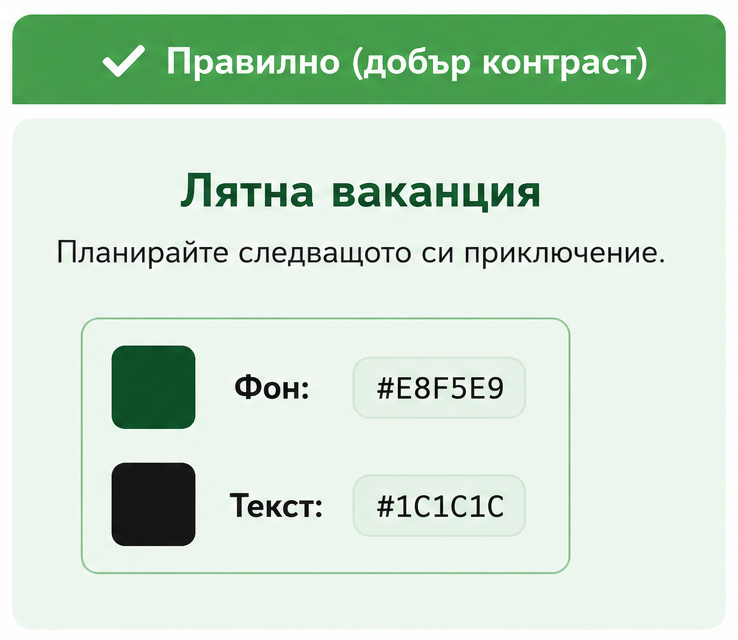 Правилно (добър контраст)
Лятна ваканция
Планирайте следващото си приключение.
Фон: #E8F5E9
Текст: #1C1C1C